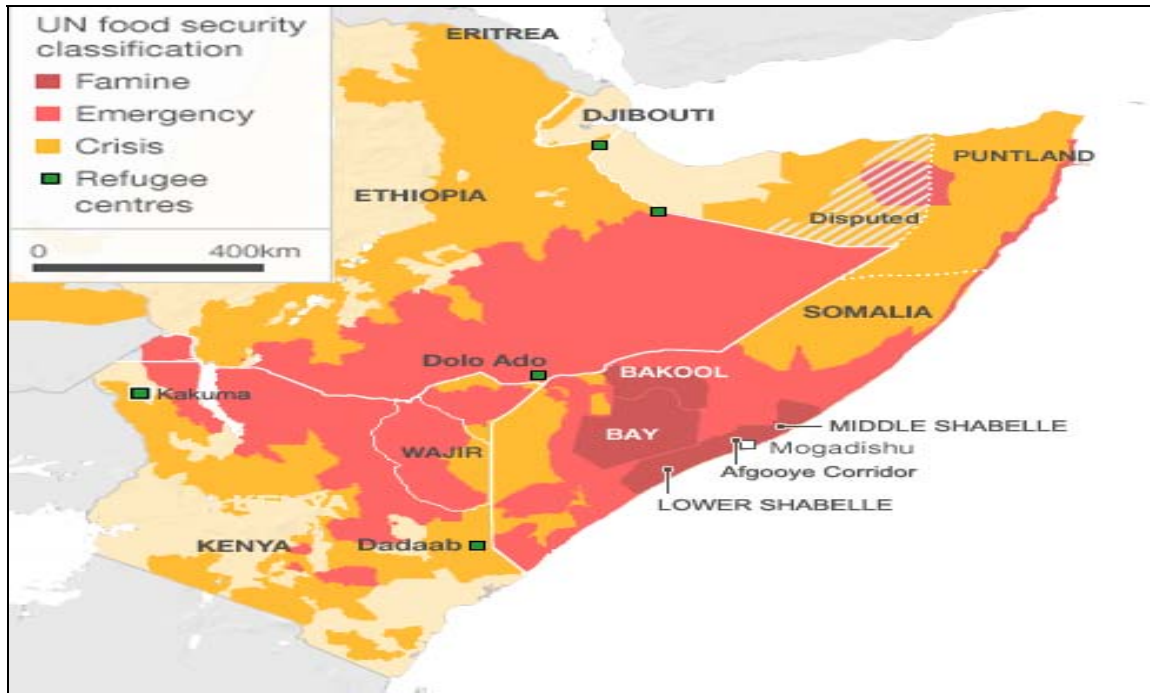 UN food security
classification
Famine
Emergency
Crisis
Refugee
centres
0 400km
ERITREA
DJIBOUTI
PUNTLAND
ETHIOPIA
Disputed
SOMALIA
Dolo Ado
BAKOOL
Kakuma
BAY
MIDDLE SHABELLE
WAJIR
Mogadishu
Afgooye Corridor
LOWER SHABELLE
KENYA
KENYA
Dadaab